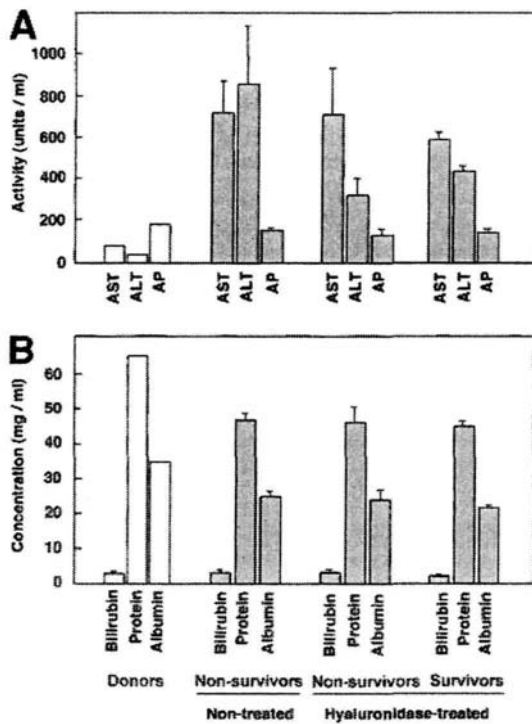 A
Activity (units / ml)
1000
800
600
400
200
0
AST ALT AP AST ALT AP AST ALT AP AST ALT AP
B
Concentration (mg / ml)
60
50
40
30
20
10
0
Bilirubin Protein Albumin Bilirubin Protein Albumin Bilirubin Protein Albumin Bilirubin Protein Albumin
Donors Non-survivors Non-survivors Survivors
Non-treated Hyaluronidase-treated